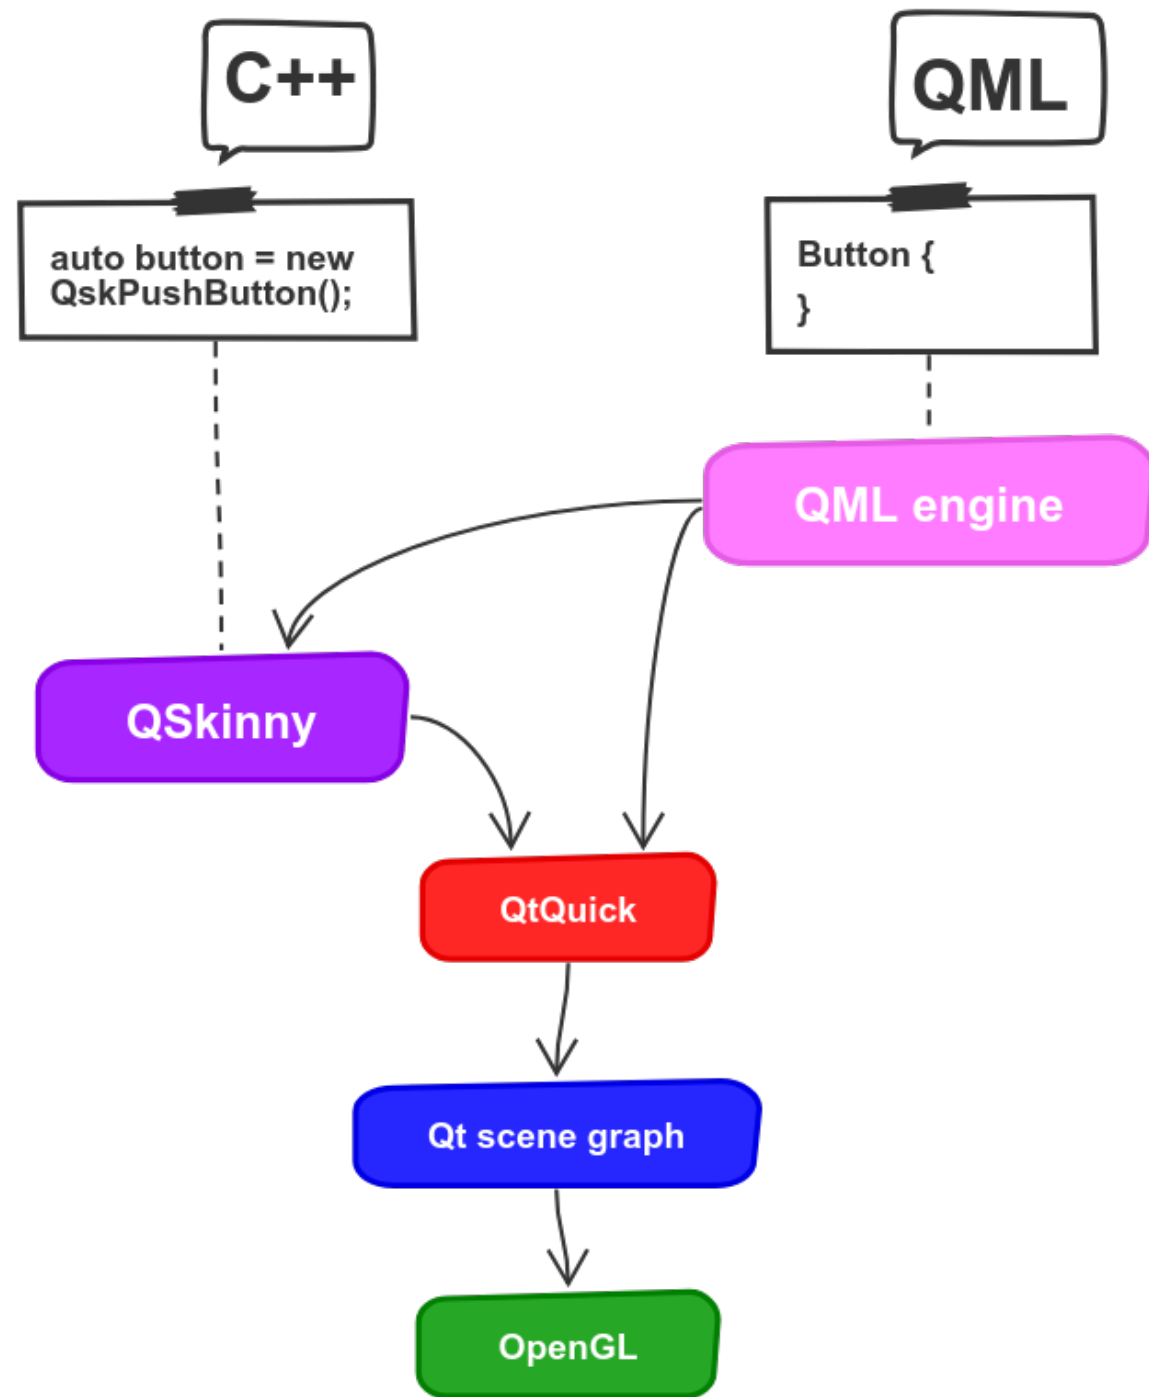 C++
QML
auto button = new
QskPushButton();
Button {
}
QML engine
QSkinny
QtQuick
Qt scene graph
OpenGL